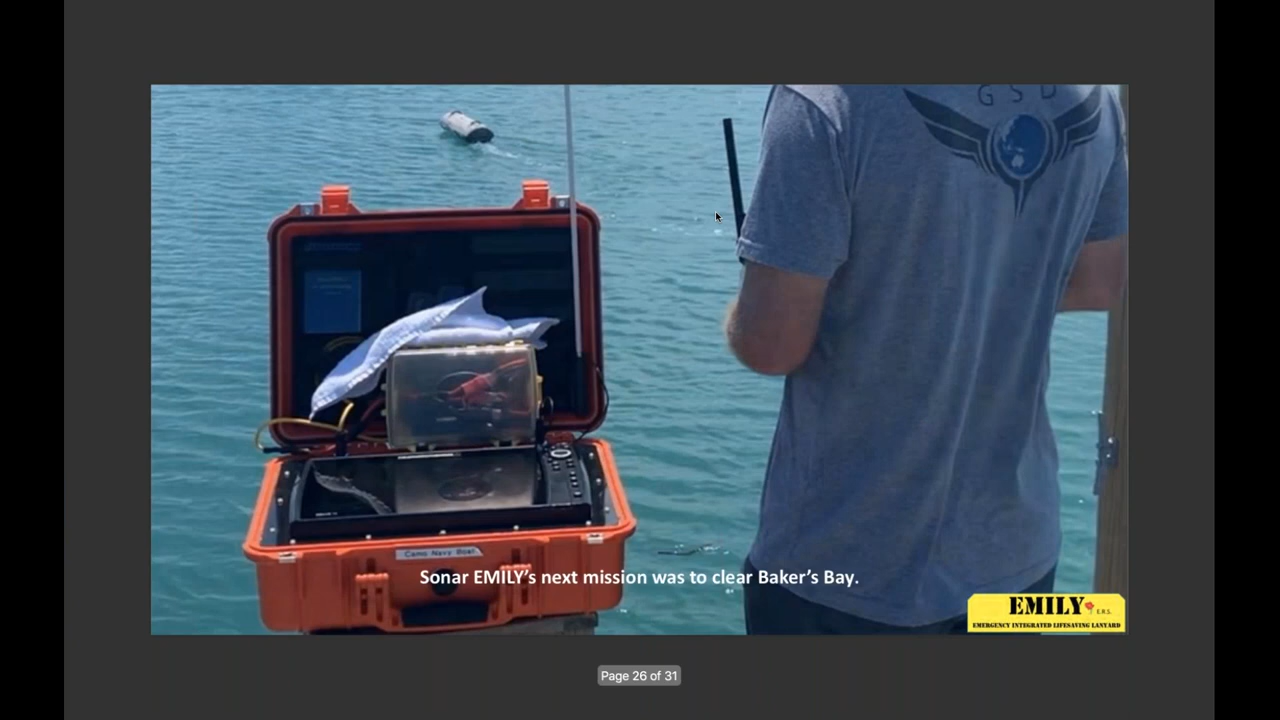 G S D
Camo Navy Boat
Sonar EMILY's next mission was to clear Baker's Bay.
EMILY E.R.S.
EMERGENCY INTEGRATED LIFESAVING LANYARD
Page 26 of 31